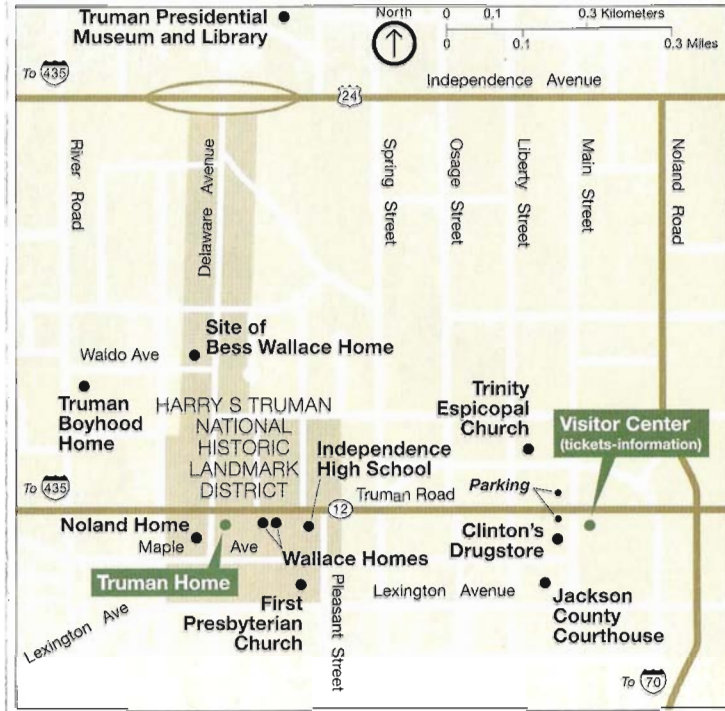 Truman Presidential
Museum and Library
North
0 0.1 0.3 Kilometers
0 0.1 0.3 Miles
To 435
24
Independence Avenue
River Road
Delaware Avenue
Spring Street
Osage Street
Liberty Street
Main Street
Noland Road
Waldo Ave
Site of
Bess Wallace Home
Truman
Boyhood
Home
HARRY S TRUMAN
NATIONAL
HISTORIC
LANDMARK
DISTRICT
Trinity
Espicopal
Church
Visitor Center
(tickets-information)
Independence
High School
To 435
Truman Road
Parking
12
Noland Home
Maple Ave
Wallace Homes
Clinton's
Drugstore
Truman Home
First
Presbyterian
Church
Pleasant Street
Lexington Avenue
Jackson
County
Courthouse
Lexington Ave
To 70